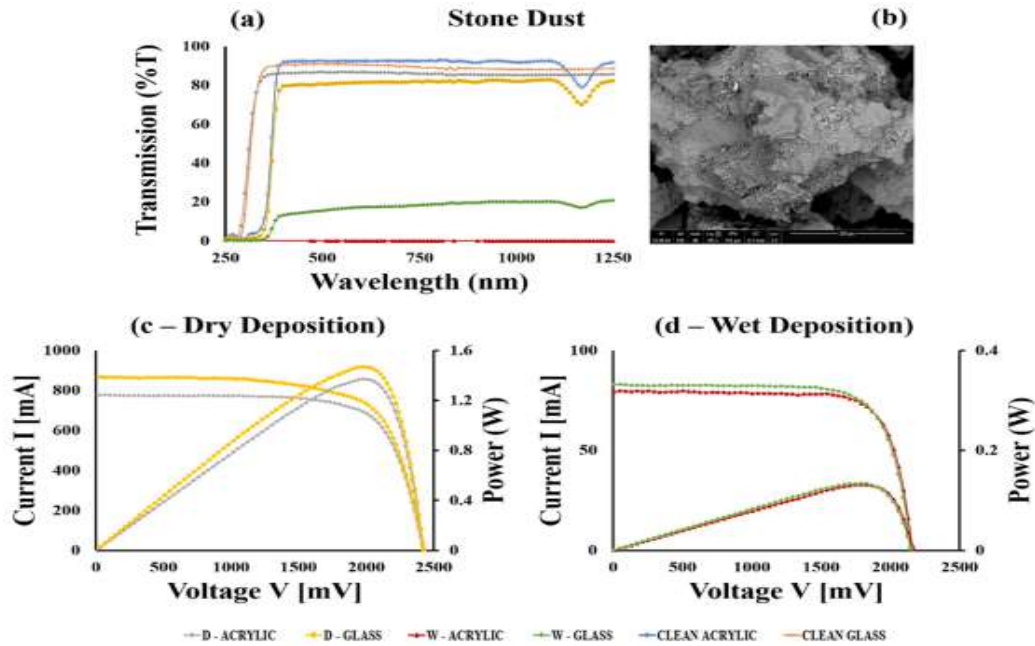 (a) Stone Dust (b)
Transmission (%T)
100
80
60
40
20
0
250 500 750 1000 1250
Wavelength (nm)
(c – Dry Deposition)
Current I [mA]
1000
800
600
400
200
0
1.6
1.2
0.8
0.4
0
Power (W)
0 500 1000 1500 2000 2500
Voltage V [mV]
(d – Wet Deposition)
Current I [mA]
100
50
0
0.4
0.2
0
Power (W)
0 500 1000 1500 2000 2500
Voltage V [mV]
D - ACRYLIC D - GLASS W - ACRYLIC W - GLASS CLEAN ACRYLIC CLEAN GLASS